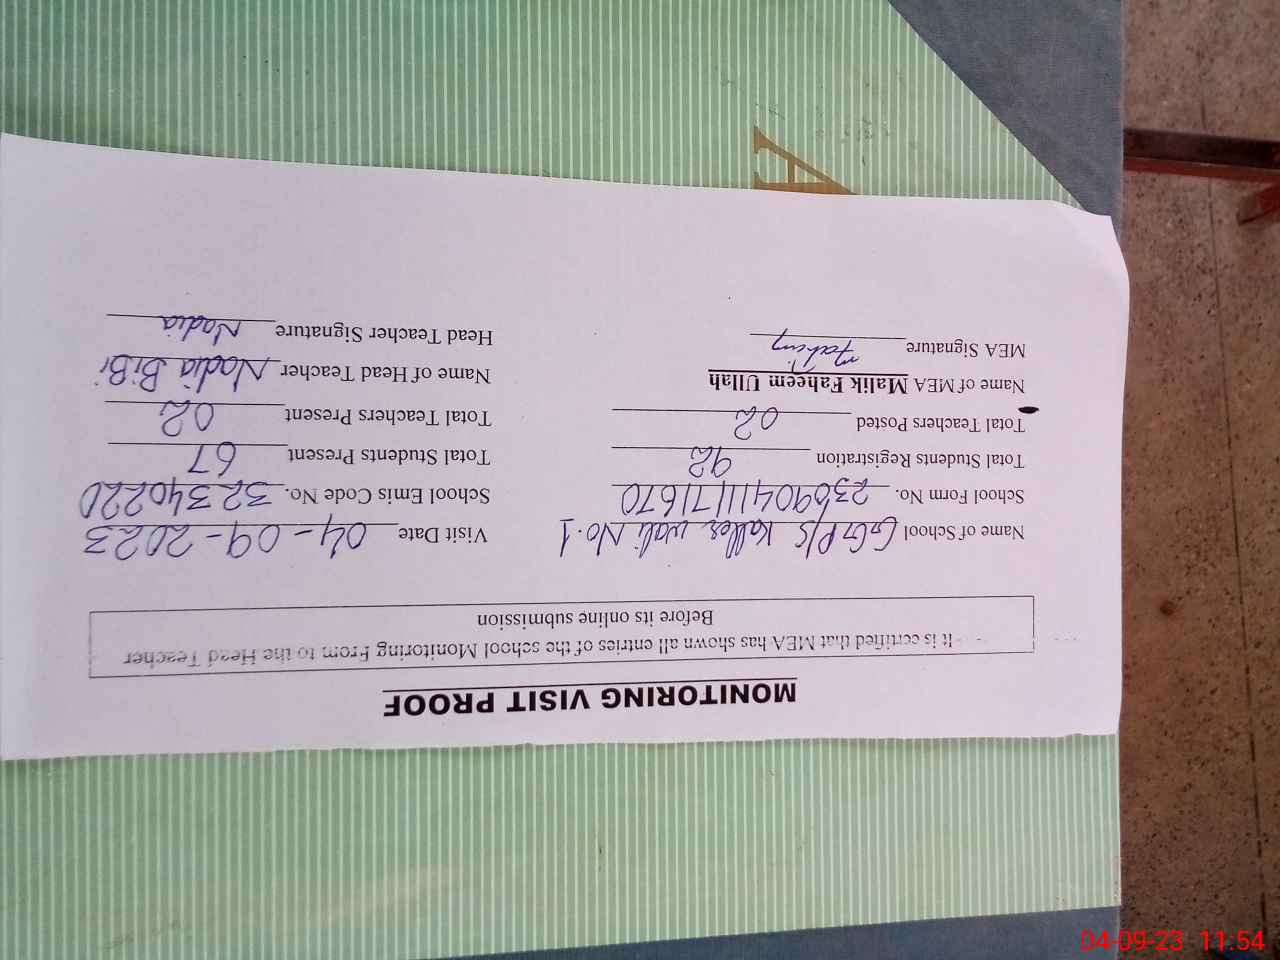 MONITORING VISIT PROOF
It is certified that MEA has shown all entries of the school Monitoring From to the Head Teacher
Before its online submission
Name of School GGP/S Kaller wali No.1 Visit Date 04-09-2023
School Form No. 23090411171670 School Emis Code No. 32340220
Total Students Registration 92 Total Students Present 67
Total Teachers Posted 02 Total Teachers Present 02
Name of MEA Malik Faheem Ullah Name of Head Teacher Nadia BiBi
MEA Signature Faheem Head Teacher Signature Nadia
A
04-09-23 11:54